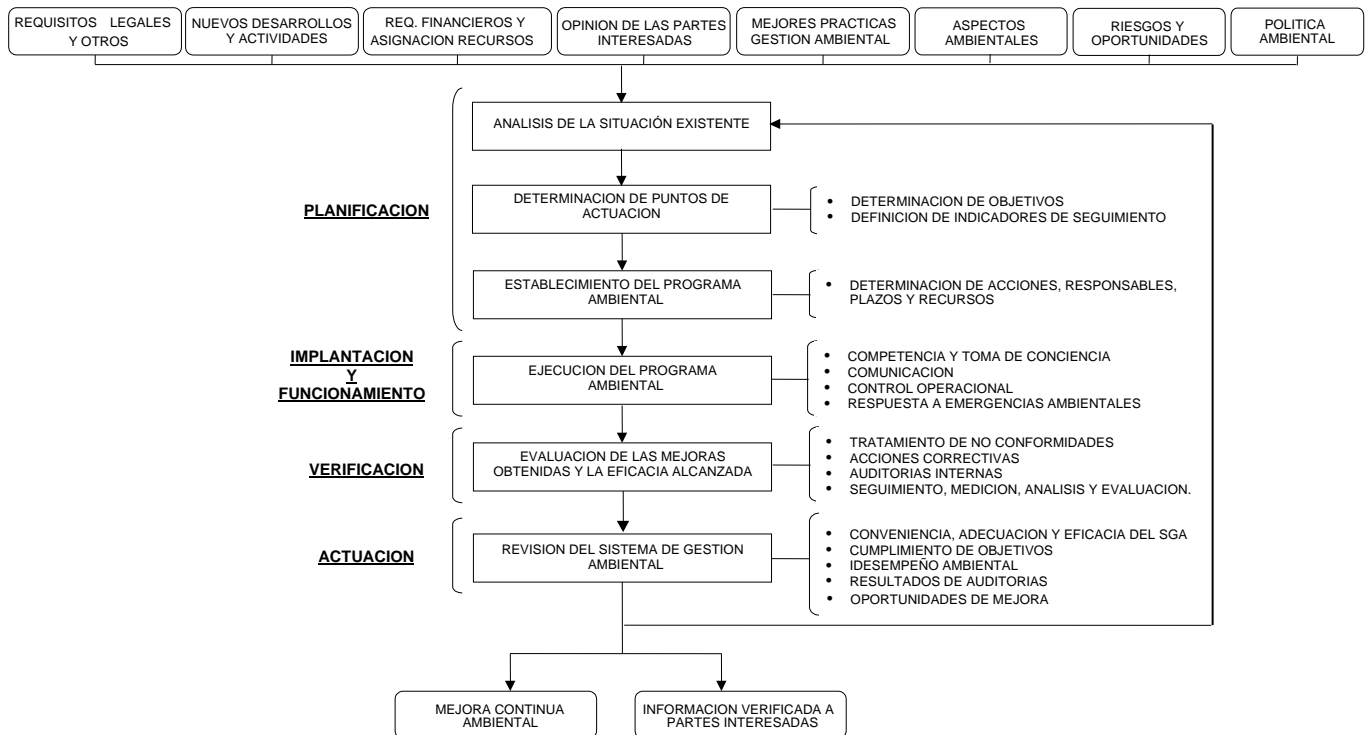 REQUISITOS LEGALES
Y OTROS
NUEVOS DESARROLLOS
Y ACTIVIDADES
REQ. FINANCIEROS Y
ASIGNACION RECURSOS
OPINION DE LAS PARTES
INTERESADAS
MEJORES PRACTICAS
GESTION AMBIENTAL
ASPECTOS
AMBIENTALES
RIESGOS Y
OPORTUNIDADES
POLITICA
AMBIENTAL
PLANIFICACION
ANALISIS DE LA SITUACIÓN EXISTENTE
DETERMINACION DE PUNTOS DE
ACTUACION
• DETERMINACION DE OBJETIVOS
• DEFINICION DE INDICADORES DE SEGUIMIENTO
ESTABLECIMIENTO DEL PROGRAMA
AMBIENTAL
• DETERMINACION DE ACCIONES, RESPONSABLES,
PLAZOS Y RECURSOS
IMPLANTACION
Y
FUNCIONAMIENTO
EJECUCION DEL PROGRAMA
AMBIENTAL
• COMPETENCIA Y TOMA DE CONCIENCIA
• COMUNICACION
• CONTROL OPERACIONAL
• RESPUESTA A EMERGENCIAS AMBIENTALES
VERIFICACION
EVALUACION DE LAS MEJORAS
OBTENIDAS Y LA EFICACIA ALCANZADA
• TRATAMIENTO DE NO CONFORMIDADES
• ACCIONES CORRECTIVAS
• AUDITORIAS INTERNAS
• SEGUIMIENTO, MEDICION, ANALISIS Y EVALUACION.
ACTUACION
REVISION DEL SISTEMA DE GESTION
AMBIENTAL
• CONVENIENCIA, ADECUACION Y EFICACIA DEL SGA
• CUMPLIMIENTO DE OBJETIVOS
• IDESEMPEÑO AMBIENTAL
• RESULTADOS DE AUDITORIAS
• OPORTUNIDADES DE MEJORA
MEJORA CONTINUA
AMBIENTAL
INFORMACION VERIFICADA A
PARTES INTERESADAS